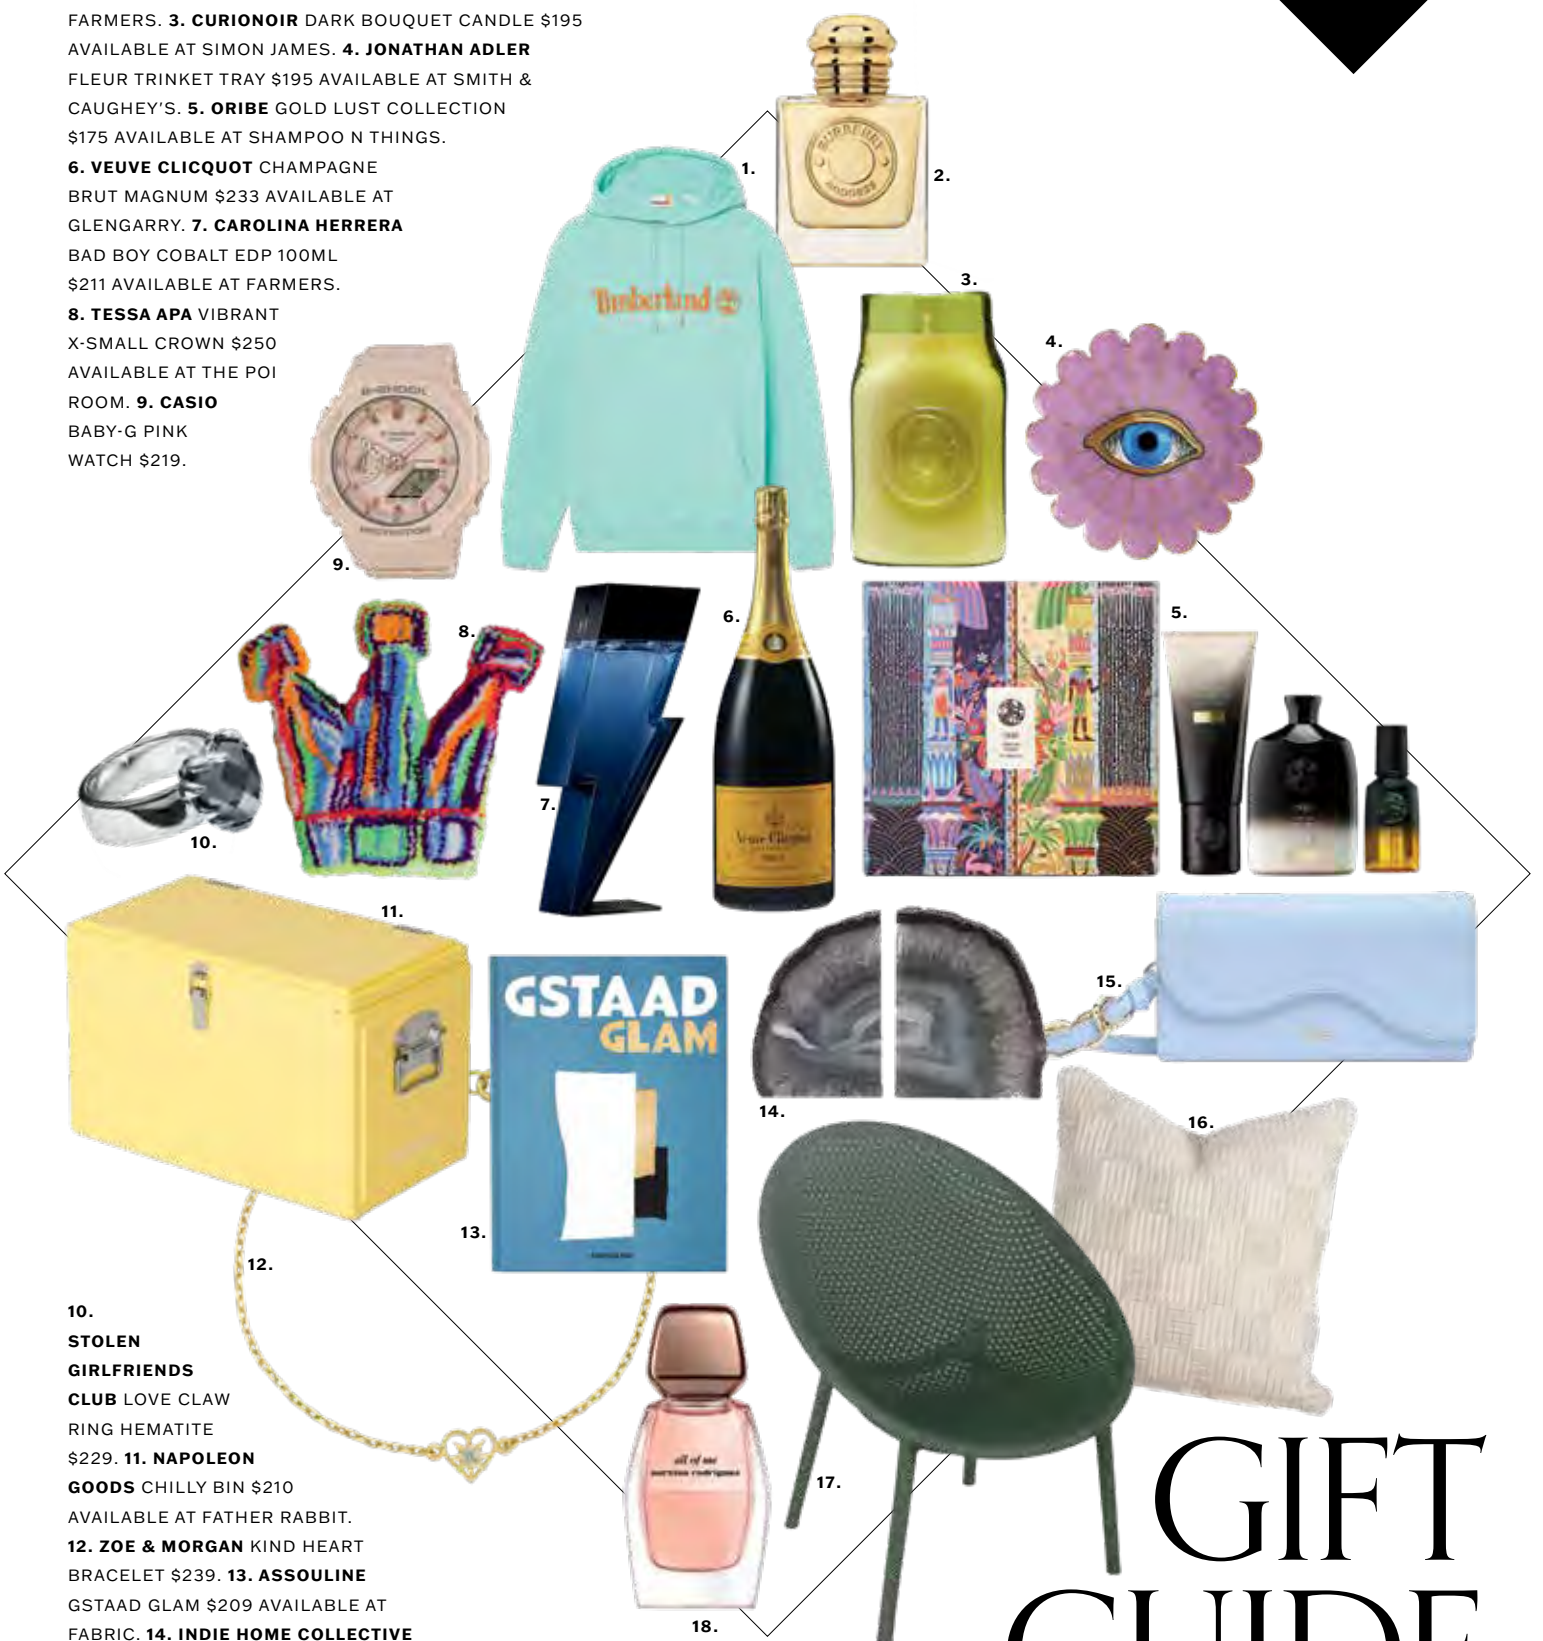 FARMERS. 3. CURIONOIR DARK BOUQUET CANDLE $195
AVAILABLE AT SIMON JAMES. 4. JONATHAN ADLER
FLEUR TRINKET TRAY $195 AVAILABLE AT SMITH &
CAUGHEY'S. 5. ORIBE GOLD LUST COLLECTION
$175 AVAILABLE AT SHAMPOO N THINGS.
6. VEUVE CLICQUOT CHAMPAGNE
BRUT MAGNUM $233 AVAILABLE AT
GLENGARRY. 7. CAROLINA HERRERA
BAD BOY COBALT EDP 100ML
$211 AVAILABLE AT FARMERS.
8. TESSA APA VIBRANT
X-SMALL CROWN $250
AVAILABLE AT THE POI
ROOM. 9. CASIO
BABY-G PINK
WATCH $219.
1.
BURBERRY
GODDESS
2.
Timberland
3.
4.
G-SHOCK
9.
8.
6.
5.
7.
Veuve Clicquot
10.
11.
GSTAAD
GLAM
15.
14.
16.
13.
12.
all of me
narciso rodriguez
17.
18.
10.
STOLEN
GIRLFRIENDS
CLUB LOVE CLAW
RING HEMATITE
$229. 11. NAPOLEON
GOODS CHILLY BIN $210
AVAILABLE AT FATHER RABBIT.
12. ZOE & MORGAN KIND HEART
BRACELET $239. 13. ASSOULINE
GSTAAD GLAM $209 AVAILABLE AT
FABRIC. 14. INDIE HOME COLLECTIVE
GIFT
GUIDE